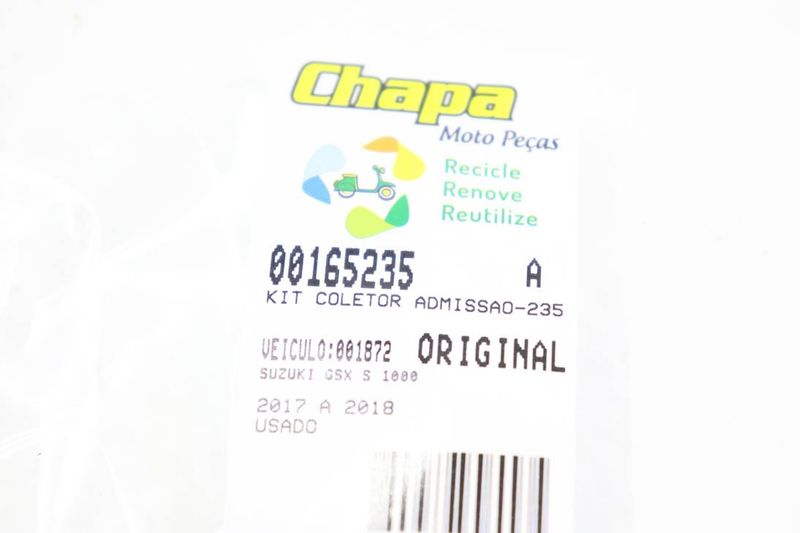 Chapa
Moto Peças
Recicle
Renove
Reutilize
00165235 A
KIT COLETOR ADMISSAO-235
VEICULO:001872 ORIGINAL
SUZUKI GSX S 1000
2017 A 2018
USADO